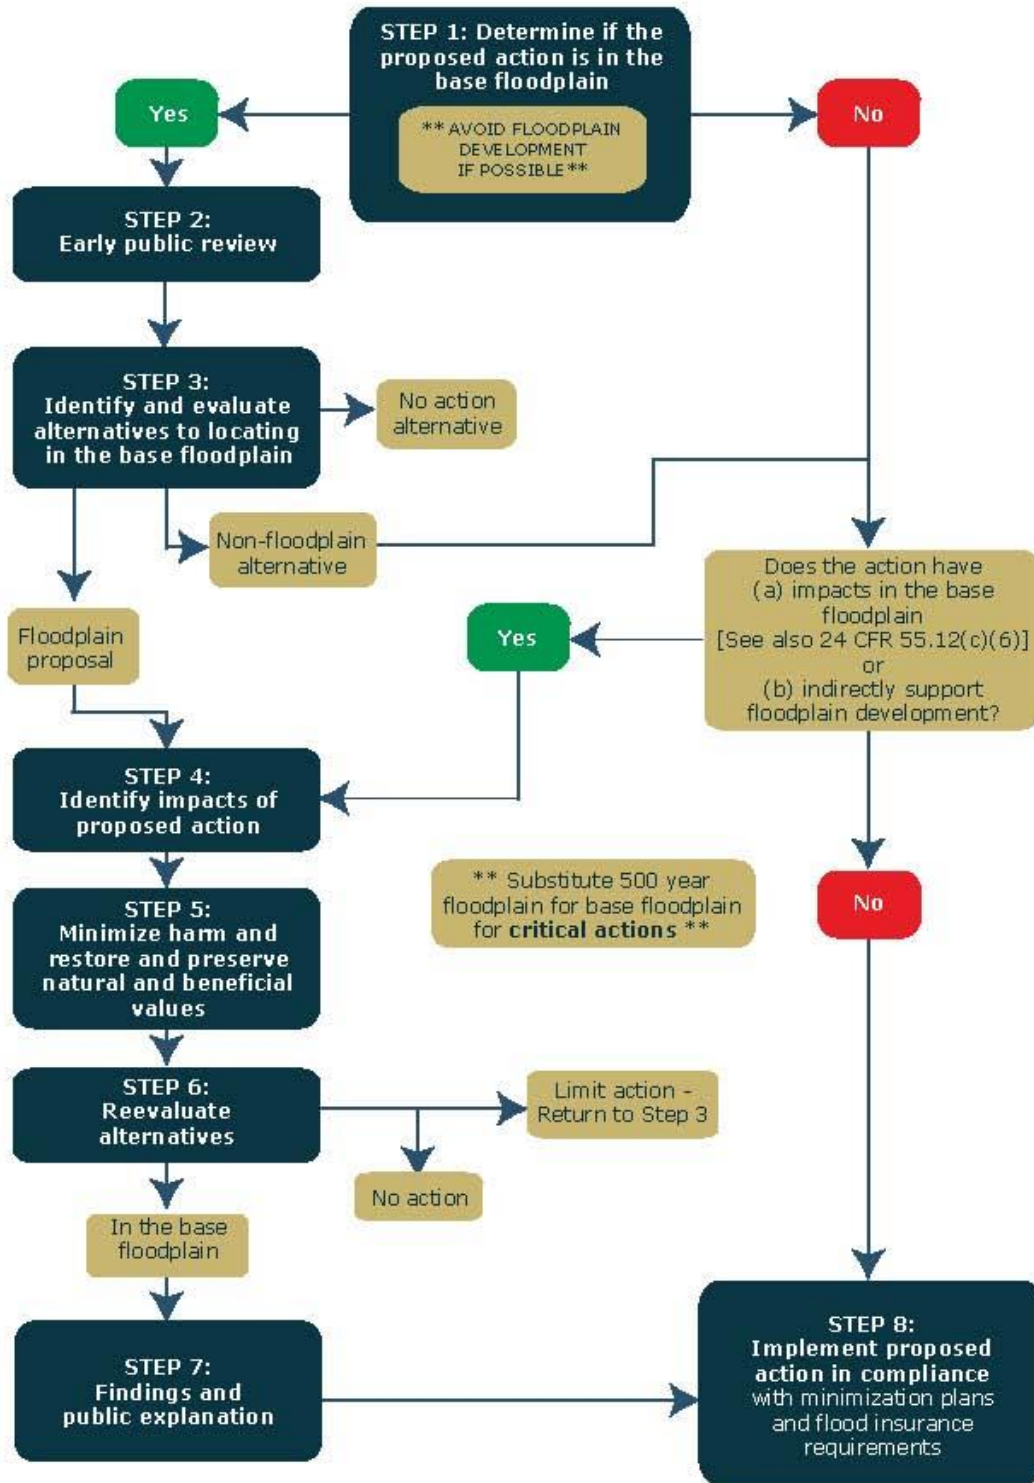 STEP 1: Determine if the
proposed action is in the
base floodplain
** AVOID FLOODPLAIN
DEVELOPMENT
IF POSSIBLE **
Yes
No
STEP 2:
Early public review
STEP 3:
Identify and evaluate
alternatives to locating
in the base floodplain
No action
alternative
Non-floodplain
alternative
Floodplain
proposal
Does the action have
(a) impacts in the base
floodplain
[See also 24 CFR 55.12(c)(6)]
or
(b) indirectly support
floodplain development?
Yes
STEP 4:
Identify impacts of
proposed action
** Substitute 500 year
floodplain for base floodplain
for critical actions **
No
STEP 5:
Minimize harm and
restore and preserve
natural and beneficial
values
STEP 6:
Reevaluate
alternatives
Limit action -
Return to Step 3
No action
In the base
floodplain
STEP 7:
Findings and
public explanation
STEP 8:
Implement proposed
action in compliance
with minimization plans
and flood insurance
requirements